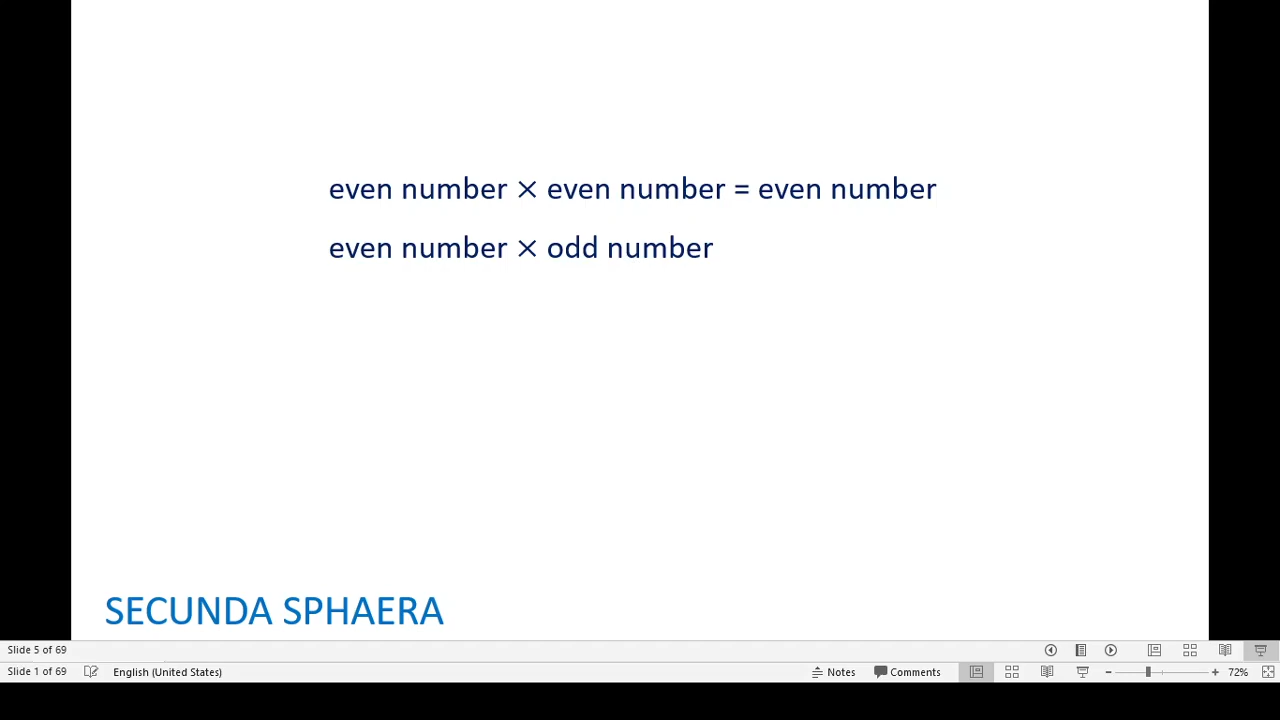 even number × even number = even number
even number × odd number
SECUNDA SPHAERA
Slide 5 of 69
Slide 1 of 69 English (United States) Notes Comments 72%